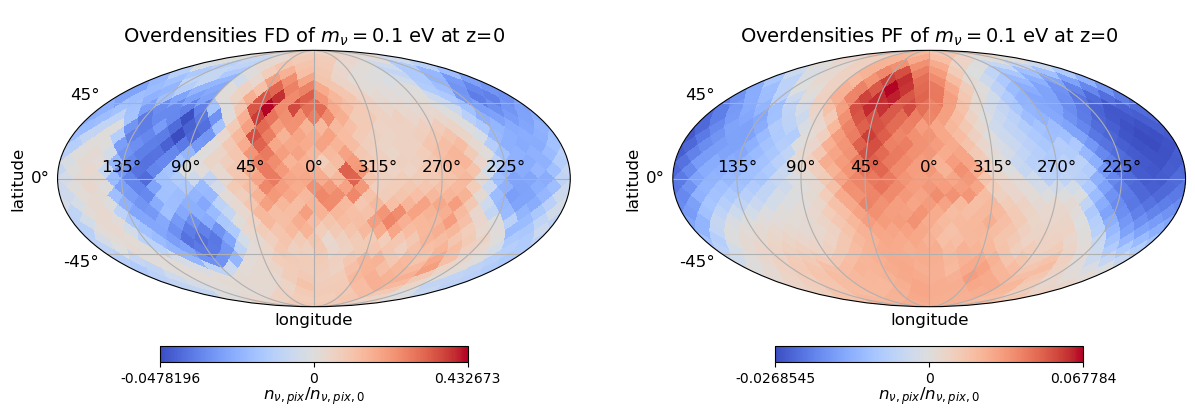 Overdensities FD of $m_\nu = 0.1$ eV at z=0
45°
0°
-45°
latitude
135° 90° 45° 0° 315° 270° 225°
longitude
-0.0478196 0 0.432673
$n_{\nu,pix}/n_{\nu,pix,0}$
Overdensities PF of $m_\nu = 0.1$ eV at z=0
45°
0°
-45°
latitude
135° 90° 45° 0° 315° 270° 225°
longitude
-0.0268545 0 0.067784
$n_{\nu,pix}/n_{\nu,pix,0}$